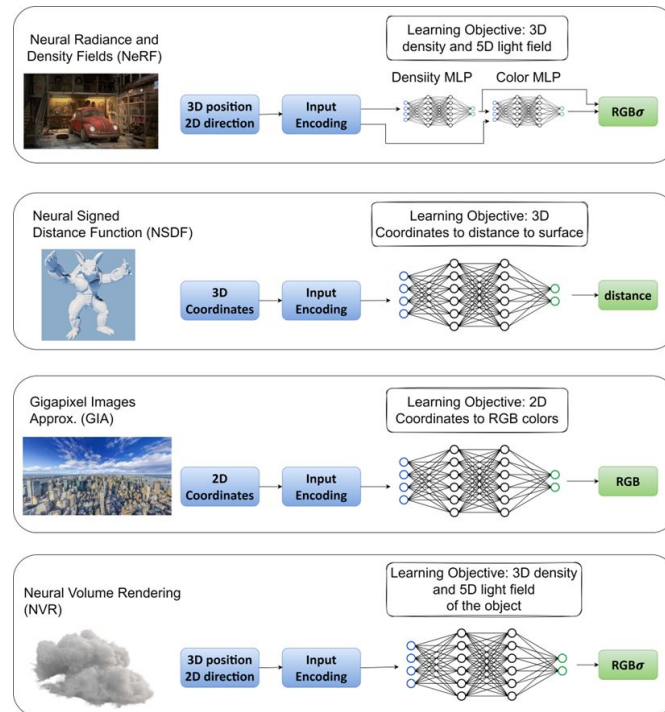 Neural Radiance and
Density Fields (NeRF)
Learning Objective: 3D
density and 5D light field
Densiity MLP
Color MLP
3D position
2D direction
Input
Encoding
RGBσ
Neural Signed
Distance Function (NSDF)
Learning Objective: 3D
Coordinates to distance to surface
3D
Coordinates
Input
Encoding
distance
Gigapixel Images
Approx. (GIA)
Learning Objective: 2D
Coordinates to RGB colors
2D
Coordinates
Input
Encoding
RGB
Neural Volume Rendering
(NVR)
Learning Objective: 3D density
and 5D light field
of the object
3D position
2D direction
Input
Encoding
RGBσ